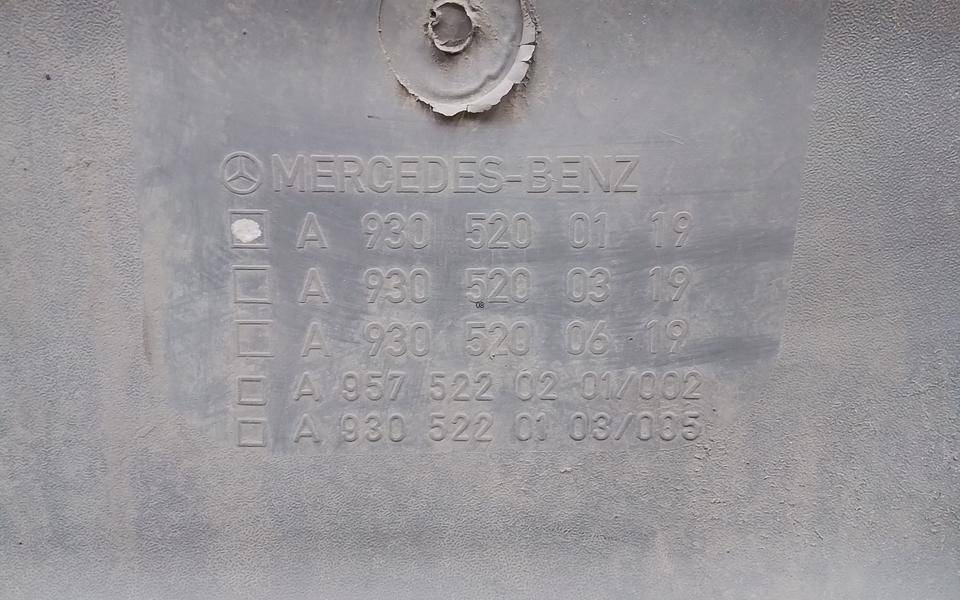 MERCEDES-BENZ
A 930 520 01 19
A 930 520 03 19
08
A 930 520 06 19
A 957 522 02 01/002
A 930 522 01 03/005